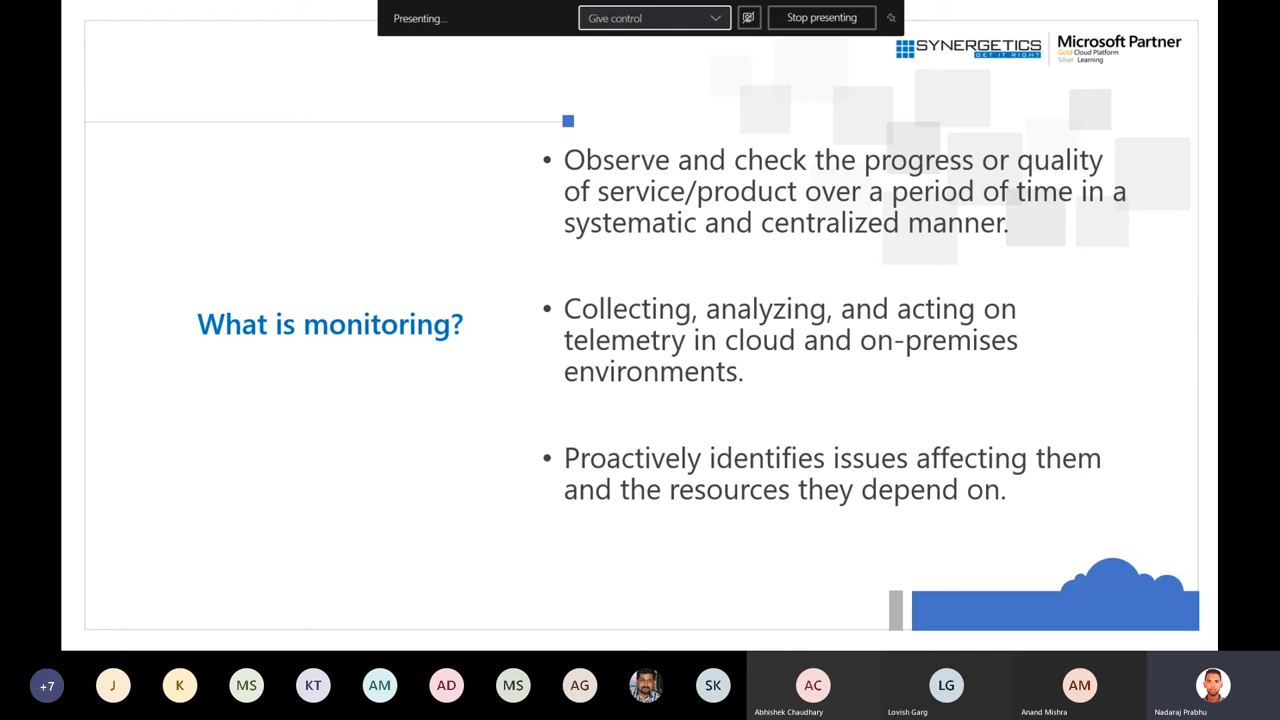 Presenting...
Give control
Stop presenting
SYNERGETICS
GET IT RIGHT
Microsoft Partner
Gold Cloud Platform
Silver Learning
What is monitoring?
• Observe and check the progress or quality
of service/product over a period of time in a
systematic and centralized manner.
• Collecting, analyzing, and acting on
telemetry in cloud and on-premises
environments.
• Proactively identifies issues affecting them
and the resources they depend on.
+7 J K MS KT AM AD MS AG SK AC LG AM
Abhishek Chaudhary Lovish Garg Anand Mishra Nadaraj Prabhu